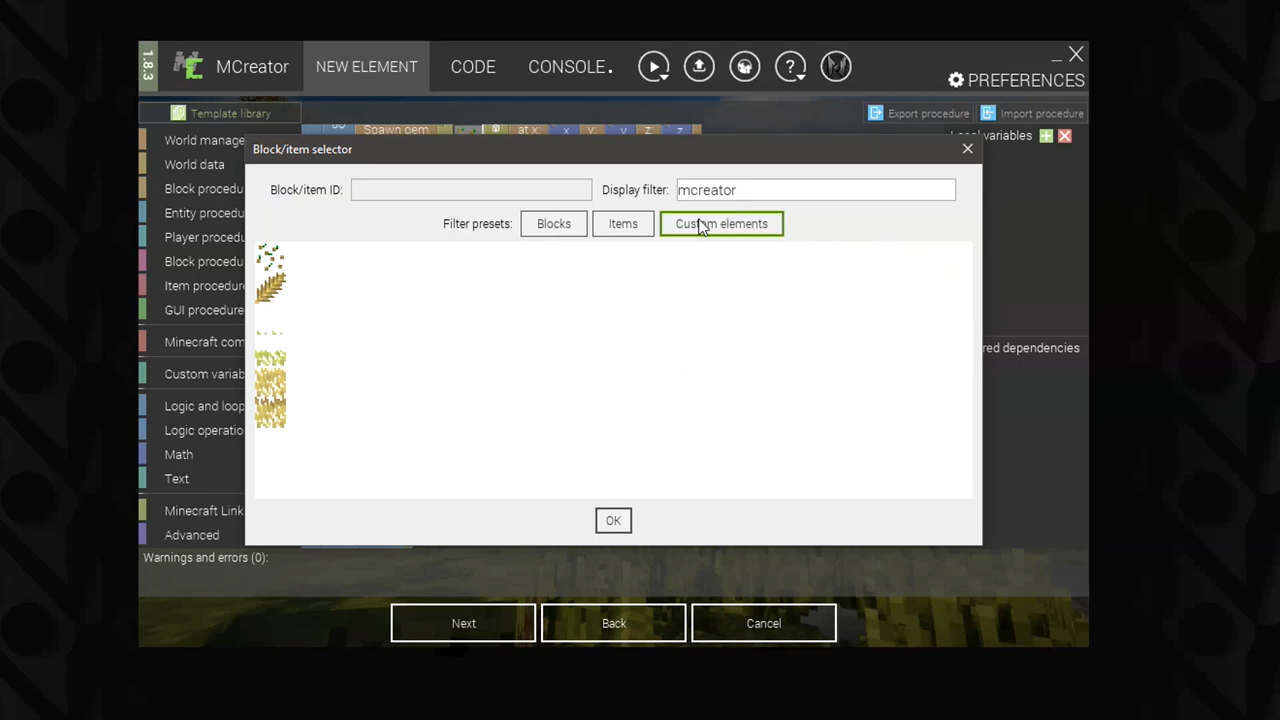 1.8.3
MCreator
NEW ELEMENT
CODE
CONSOLE.
?
PREFERENCES
Template library
Export procedure
Import procedure
Spawn gem
at x:
x
y:
y
z:
z
variables
World manage
Block/item selector
World data
Block/item ID:
Display filter:
mcreator
Block procedu
Entity procedu
Filter presets:
Blocks
Items
Custom elements
Player procedu
Block procedu
Item procedure
GUI procedure
Minecraft com
red dependencies
Custom variab
Logic and loop
Logic operatio
Math
Text
Minecraft Link
OK
Advanced
Warnings and errors (0):
Next
Back
Cancel